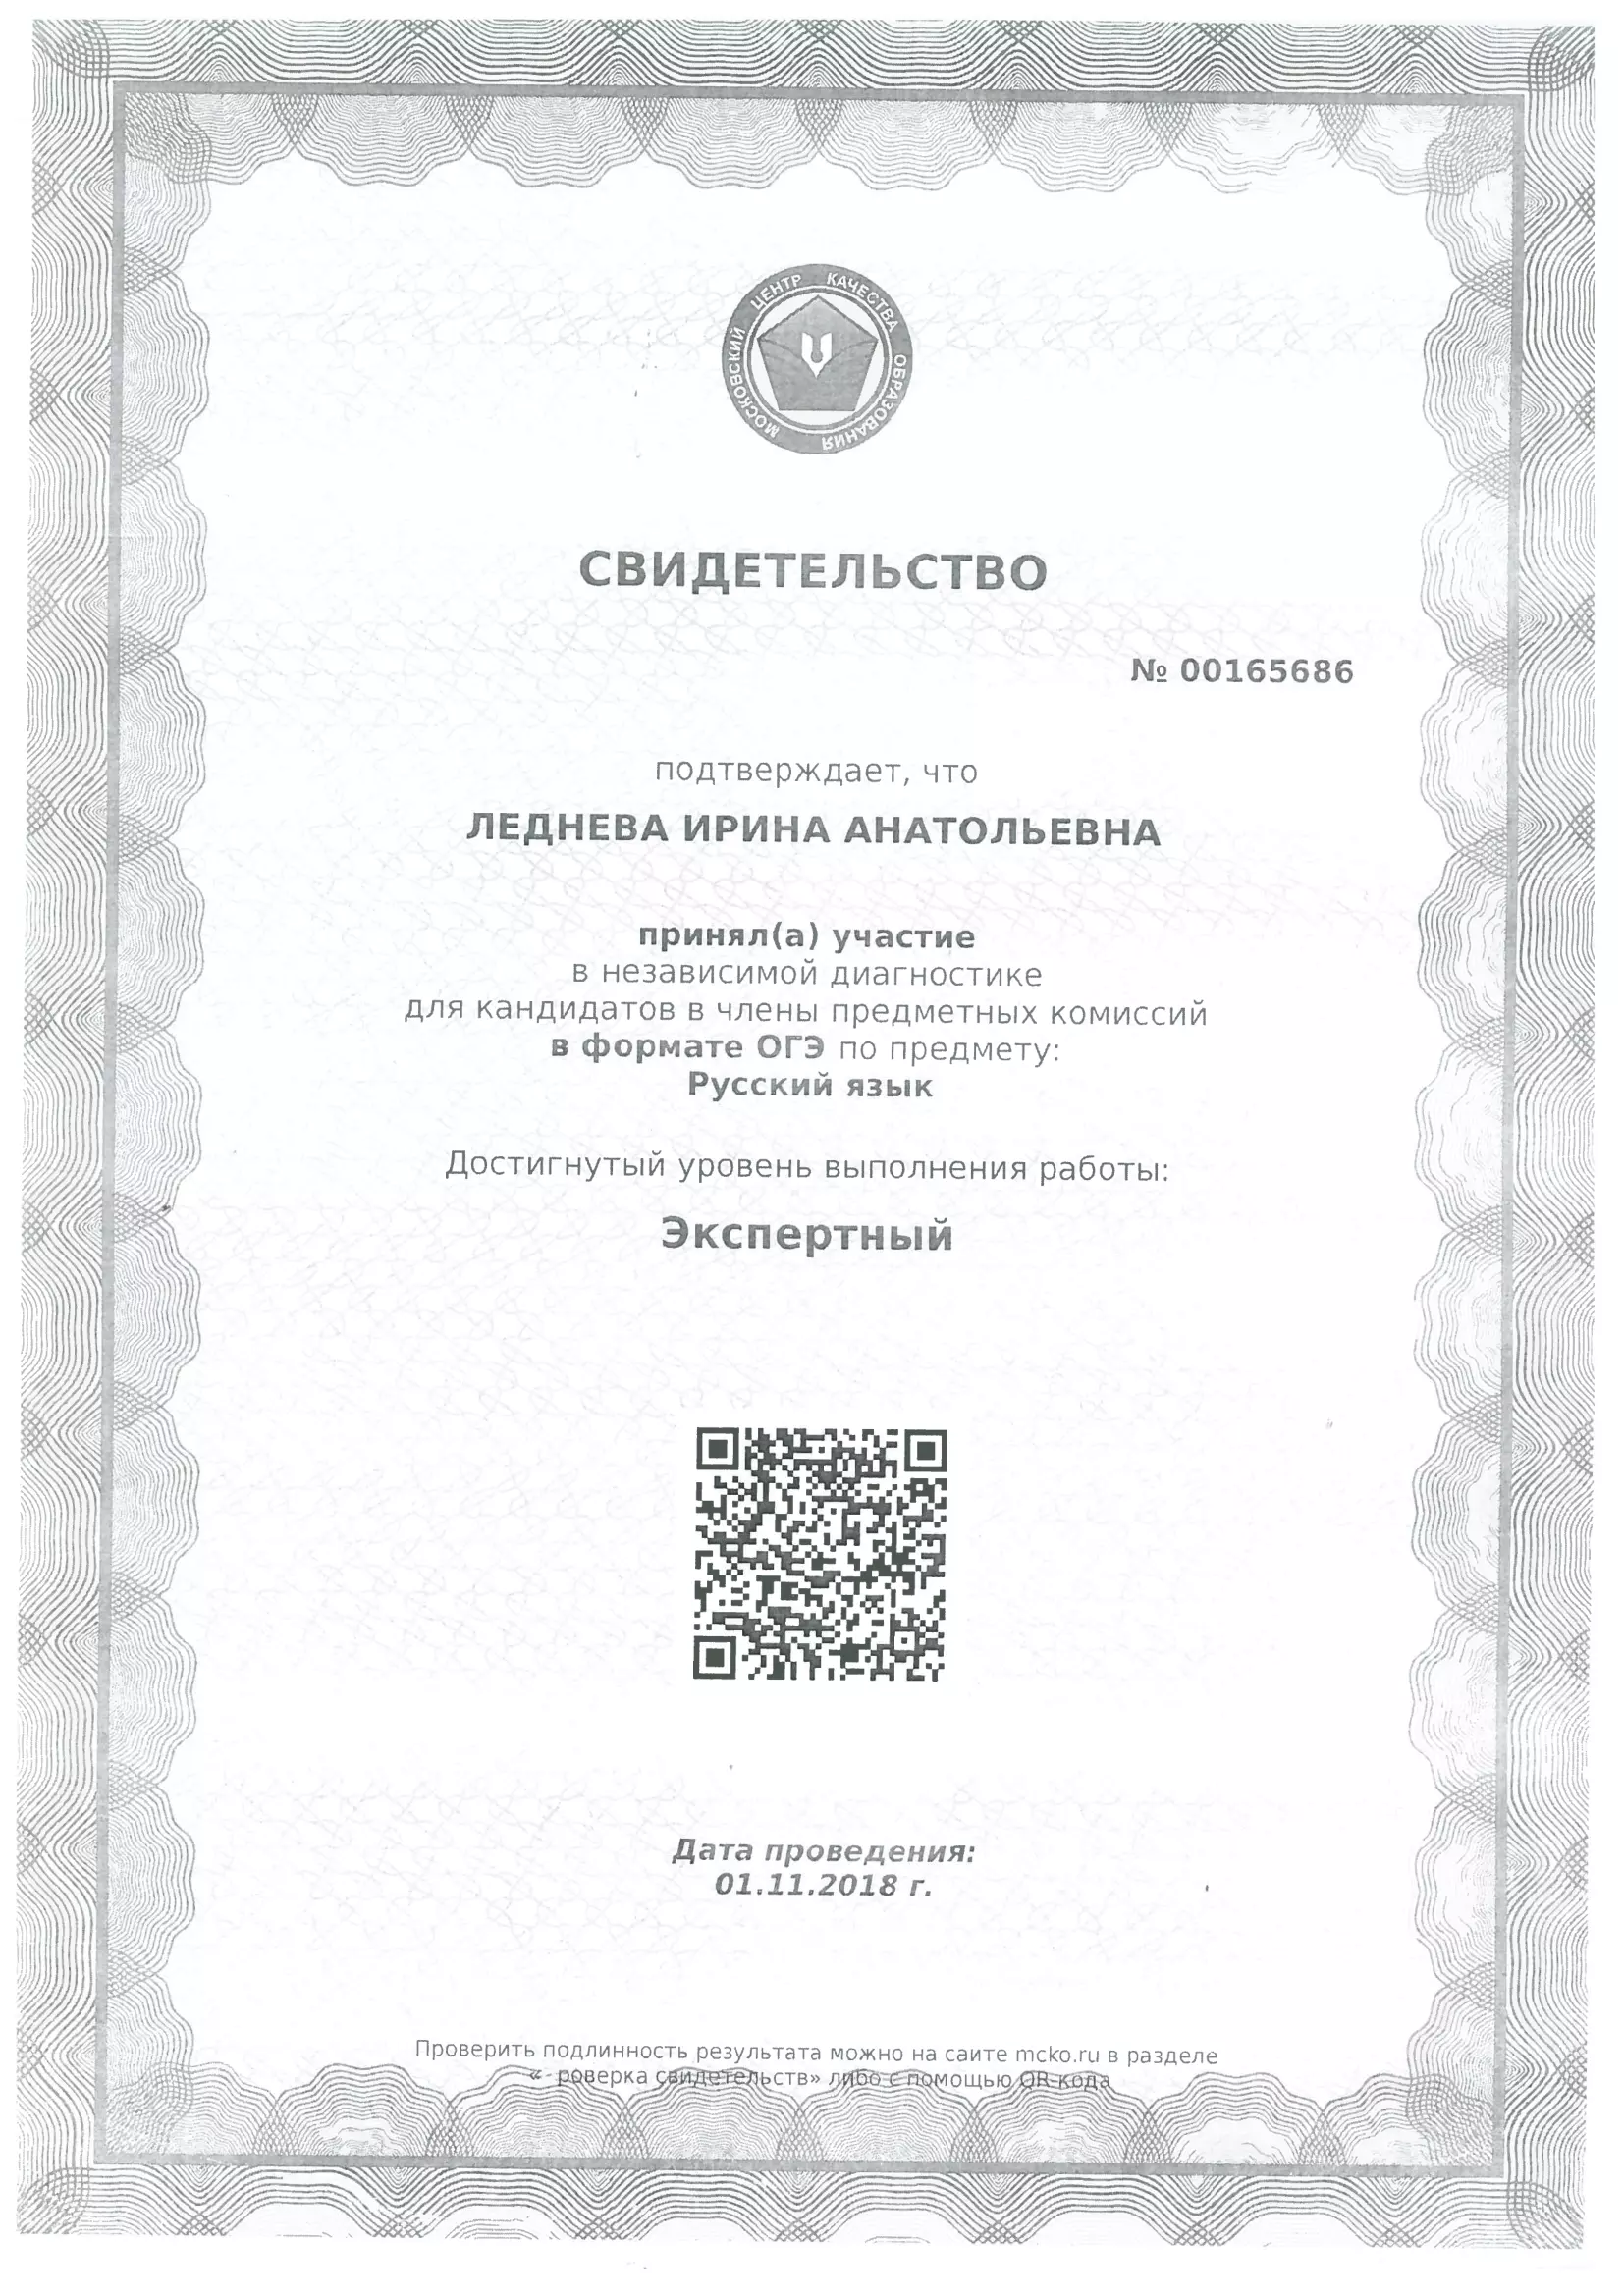 МОСКОВСКИЙ ЦЕНТР КАЧЕСТВА ОБРАЗОВАНИЯ
СВИДЕТЕЛЬСТВО
№ 00165686
подтверждает, что
ЛЕДНЕВА ИРИНА АНАТОЛЬЕВНА
принял(а) участие
в независимой диагностике
для кандидатов в члены предметных комиссий
в формате ОГЭ по предмету:
Русский язык
Достигнутый уровень выполнения работы:
Экспертный
Дата проведения:
01.11.2018 г.
Проверить подлинность результата можно на сайте mcko.ru в разделе
« роверка свидетельств» либо с помощью QR-кода